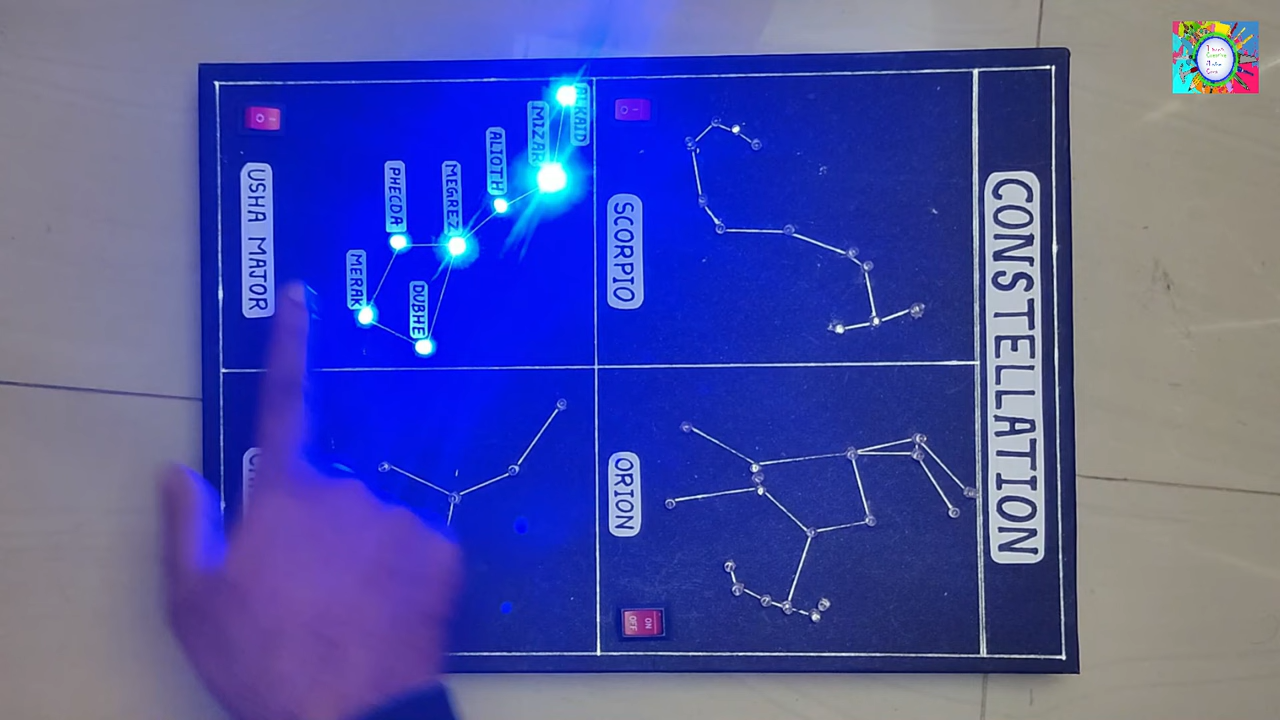 CONSTELLATION
SCORPIO
ORION
ON
OFF
USHA MAJOR
ALKAID
MIZAR
ALIOTH
MEGREZ
PHECDA
DUBHE
MERAK